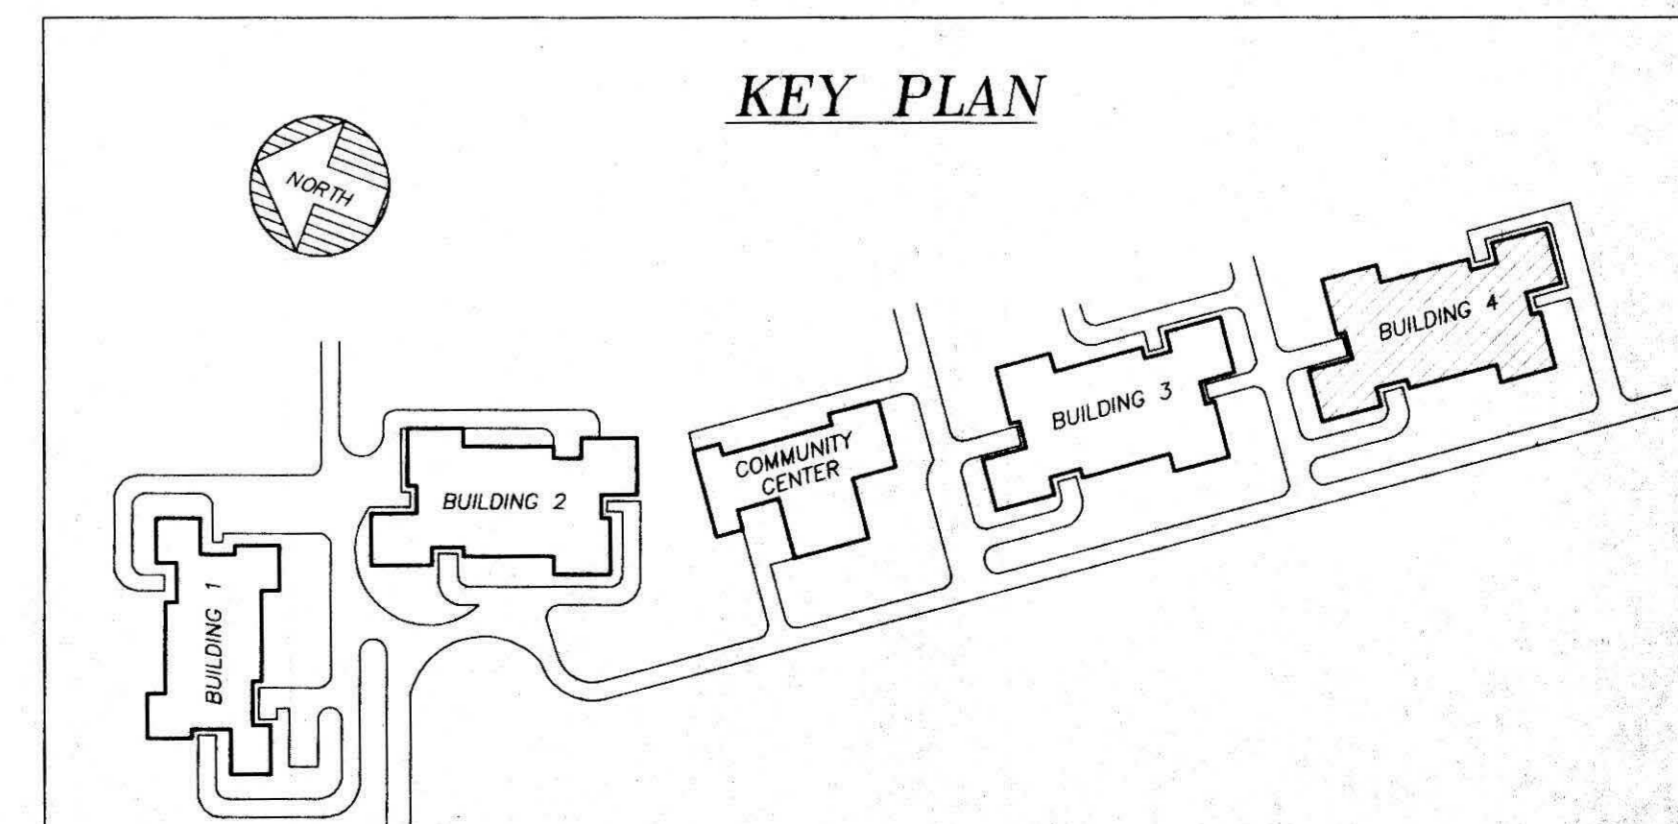 KEY PLAN
NORTH
BUILDING 4
BUILDING 3
COMMUNITY
CENTER
BUILDING 2
BUILDING 1